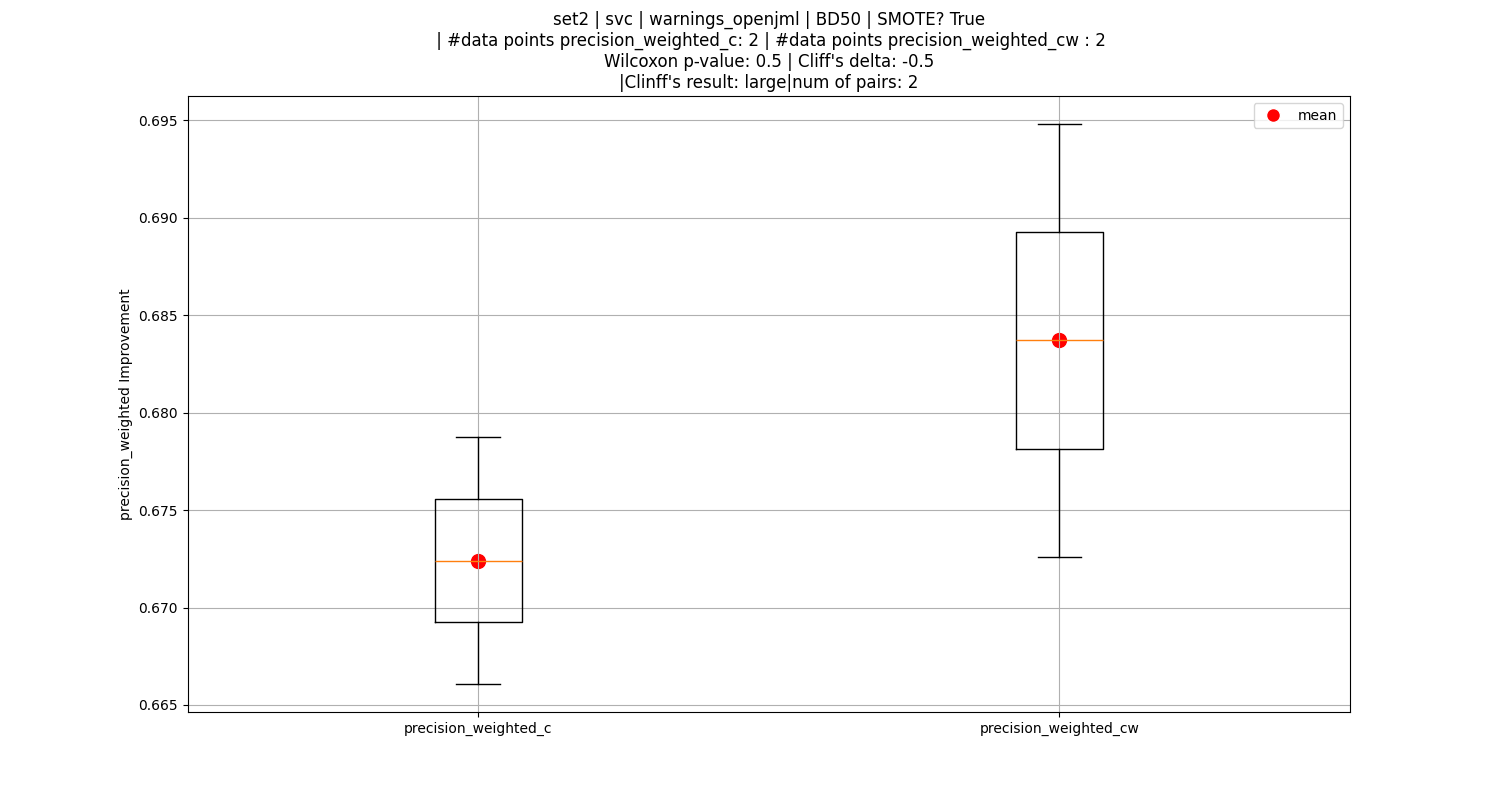 set2 | svc | warnings_openjml | BD50 | SMOTE? True
| #data points precision_weighted_c: 2 | #data points precision_weighted_cw : 2
Wilcoxon p-value: 0.5 | Cliff's delta: -0.5
|Clinff's result: large|num of pairs: 2
mean
0.695
0.690
0.685
0.680
0.675
0.670
0.665
precision_weighted Improvement
precision_weighted_c
precision_weighted_cw